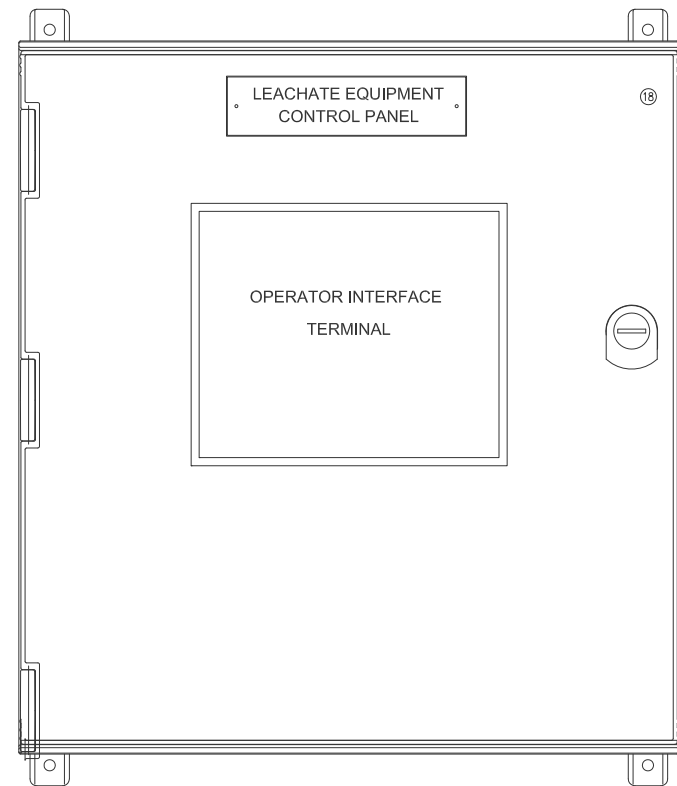 LEACHATE EQUIPMENT
CONTROL PANEL
18
OPERATOR INTERFACE
TERMINAL